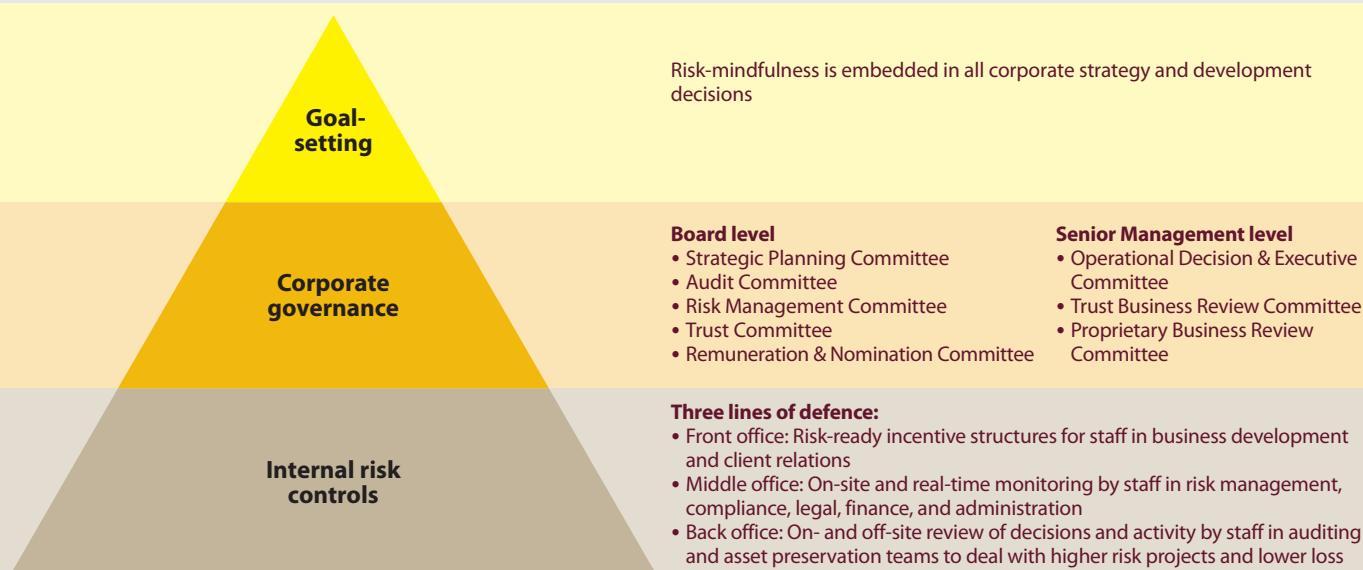 Goal-
setting
Risk-mindfulness is embedded in all corporate strategy and development
decisions
Corporate
governance
Board level
• Strategic Planning Committee
• Audit Committee
• Risk Management Committee
• Trust Committee
• Remuneration & Nomination Committee
Senior Management level
• Operational Decision & Executive
Committee
• Trust Business Review Committee
• Proprietary Business Review
Committee
Internal risk
controls
Three lines of defence:
• Front office: Risk-ready incentive structures for staff in business development
and client relations
• Middle office: On-site and real-time monitoring by staff in risk management,
compliance, legal, finance, and administration
• Back office: On- and off-site review of decisions and activity by staff in auditing
and asset preservation teams to deal with higher risk projects and lower loss